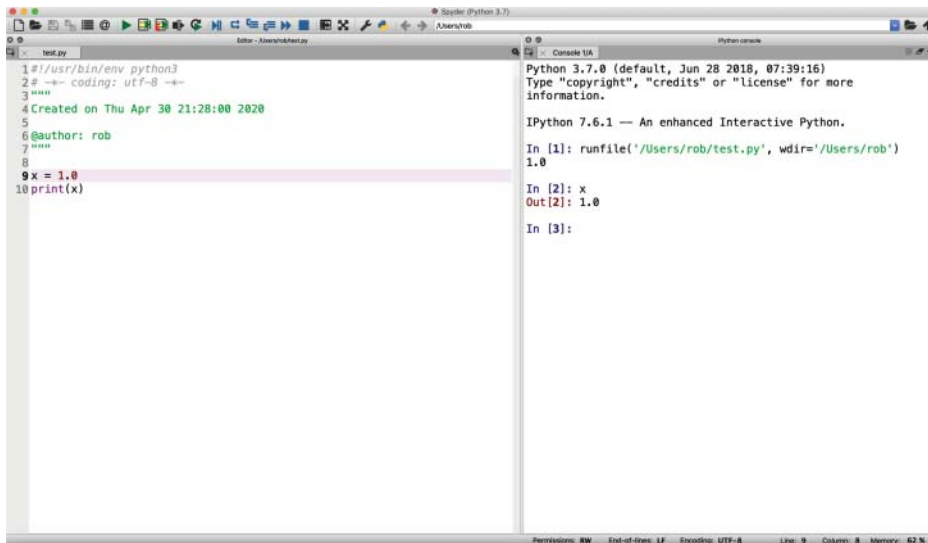 Spyder (Python 3.7)
/Users/rob
Editor - /Users/rob/test.py
test.py
1 #!/usr/bin/env python3
2 # -*- coding: utf-8 -*-
3 """
4 Created on Thu Apr 30 21:28:00 2020
5
6 @author: rob
7 """
8
9 x = 1.0
10 print(x)
IPython console
Console 1/A
Python 3.7.0 (default, Jun 28 2018, 07:39:16)
Type "copyright", "credits" or "license" for more
information.
IPython 7.6.1 -- An enhanced Interactive Python.
In [1]: runfile('/Users/rob/test.py', wdir='/Users/rob')
1.0
In [2]: x
Out[2]: 1.0
In [3]:
Permissions: RW End-of-lines: LF Encoding: UTF-8 Line: 9 Column: 8 Memory: 62 %